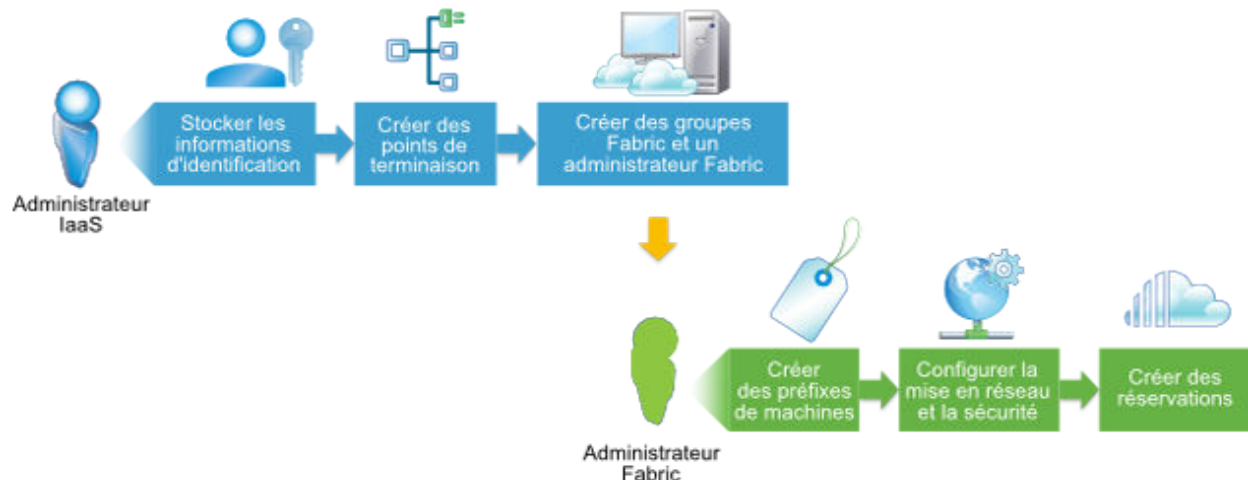 Stocker les
informations
d'identification
Créer des
points de
terminaison
Créer des groupes
Fabric et un
administrateur Fabric
Administrateur
IaaS
Créer
des préfixes
de machines
Configurer la
mise en réseau
et la sécurité
Créer des
réservations
Administrateur
Fabric